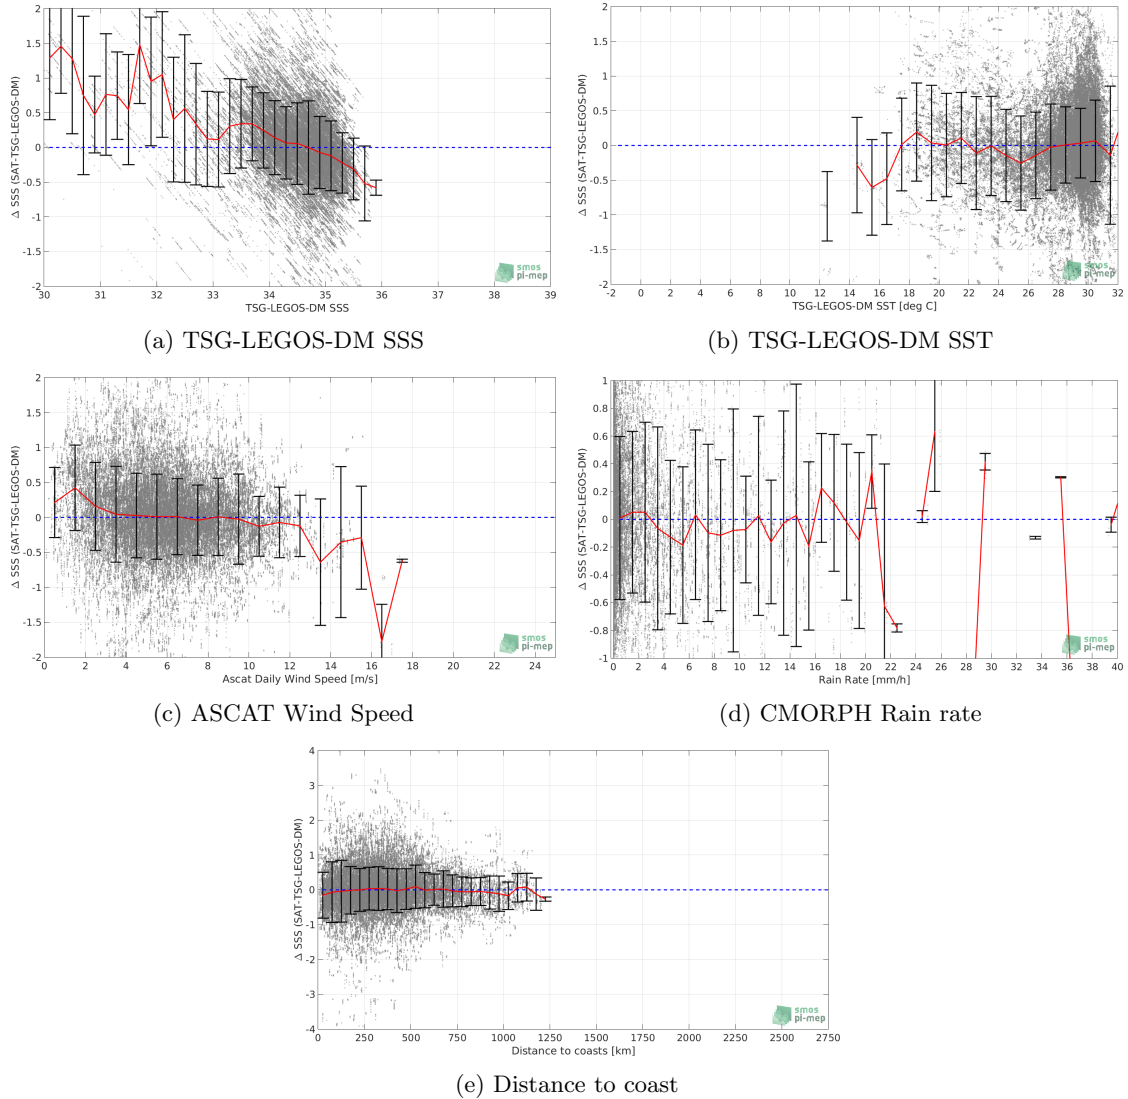 2
1.5
1
0.5
0
-0.5
-1
-1.5
-2
Δ SSS (SAT-TSG-LEGOS-DM)
30 31 32 33 34 35 36 37 38 39
TSG-LEGOS-DM SSS
smos
pi-mep
(a) TSG-LEGOS-DM SSS
2
1.5
1
0.5
0
-0.5
-1
-1.5
-2
Δ SSS (SAT-TSG-LEGOS-DM)
-2 0 2 4 6 8 10 12 14 16 18 20 22 24 26 28 30 32
TSG-LEGOS-DM SST [deg C]
smos
pi-mep
(b) TSG-LEGOS-DM SST
2
1.5
1
0.5
0
-0.5
-1
-1.5
-2
Δ SSS (SAT-TSG-LEGOS-DM)
0 2 4 6 8 10 12 14 16 18 20 22 24
Ascat Daily Wind Speed [m/s]
smos
pi-mep
(c) ASCAT Wind Speed
1
0.8
0.6
0.4
0.2
0
-0.2
-0.4
-0.6
-0.8
-1
Δ SSS (SAT-TSG-LEGOS-DM)
0 2 4 6 8 10 12 14 16 18 20 22 24 26 28 30 32 34 36 38 40
Rain Rate [mm/h]
smos
pi-mep
(d) CMORPH Rain rate
4
3
2
1
0
-1
-2
-3
-4
Δ SSS (SAT-TSG-LEGOS-DM)
0 250 500 750 1000 1250 1500 1750 2000 2250 2500 2750
Distance to coasts [km]
smos
pi-mep
(e) Distance to coast